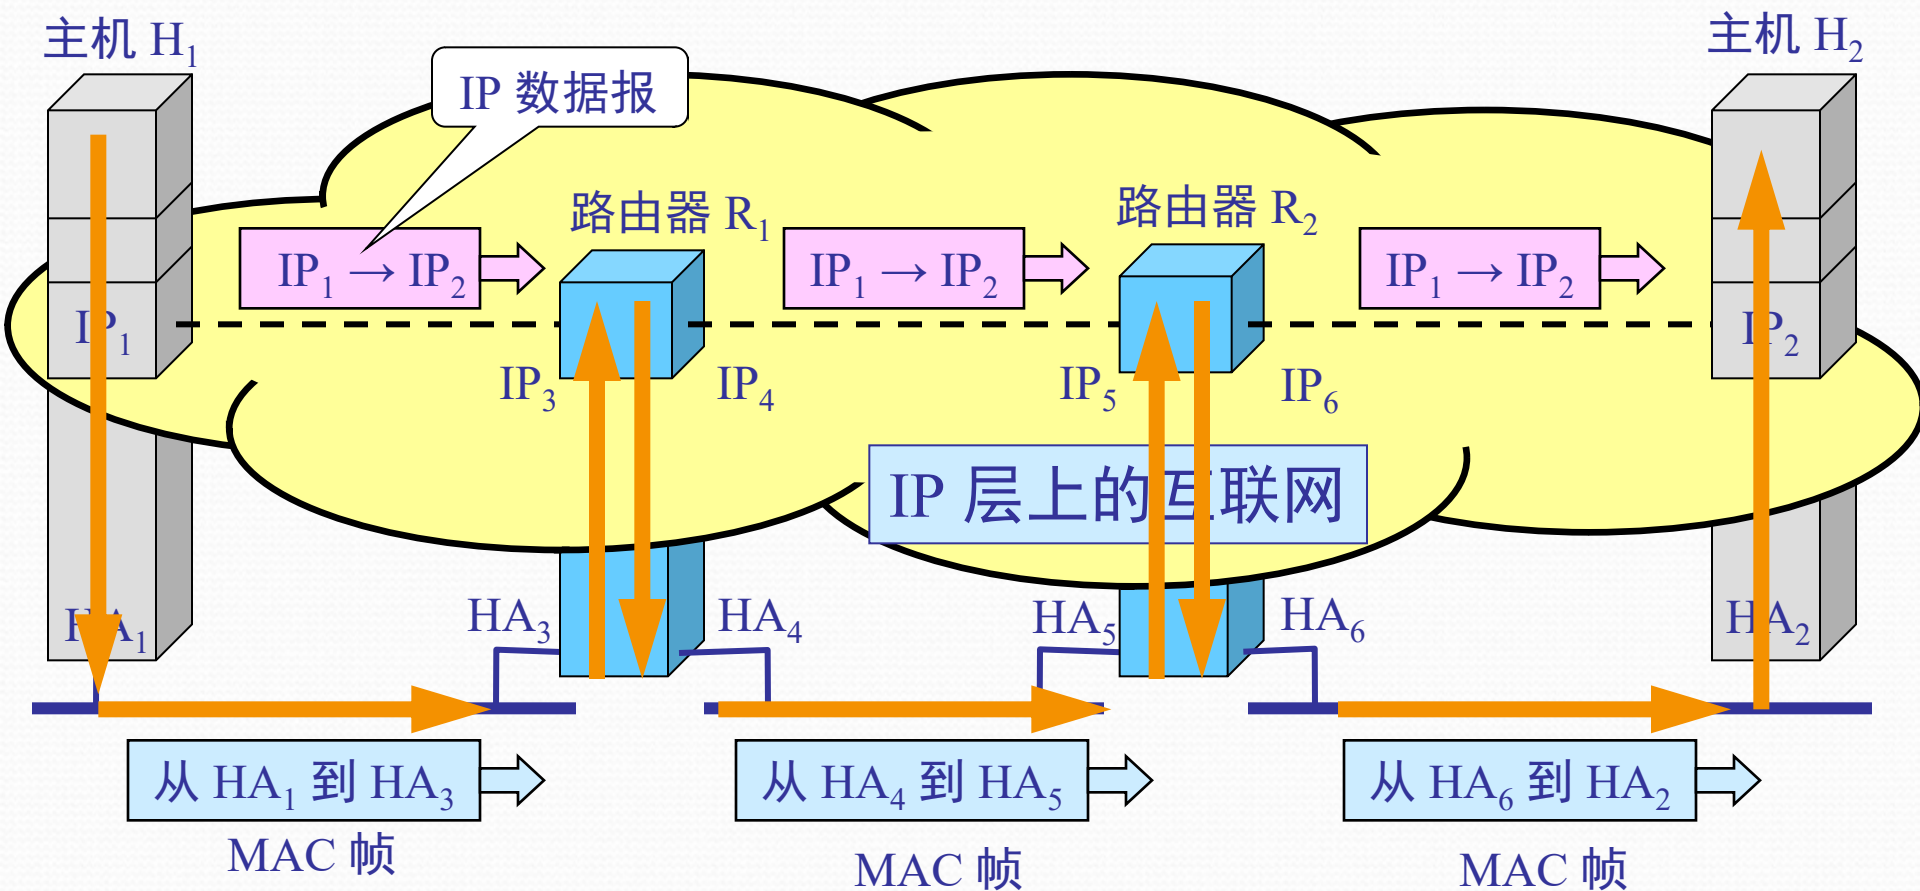 主机 H₁
主机 H₂
IP 数据报
路由器 R₁
路由器 R₂
IP₁ → IP₂
IP₁ → IP₂
IP₁ → IP₂
IP₁
IP₂
IP₃
IP₄
IP₅
IP₆
IP 层上的互联网
HA₁
HA₃
HA₄
HA₅
HA₆
HA₂
从 HA₁ 到 HA₃
从 HA₄ 到 HA₅
从 HA₆ 到 HA₂
MAC 帧
MAC 帧
MAC 帧